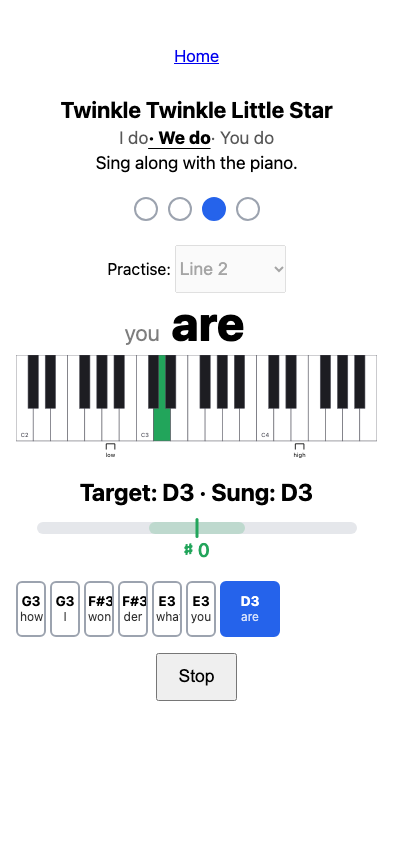 Home
Twinkle Twinkle Little Star
I do · We do · You do
Sing along with the piano.
Practise: Line 2
you are
C2 C3 C4
low high
Target: D3 · Sung: D3
♯ 0
G3 G3 F#3 F#3 E3 E3 D3
how I won der wha you are
Stop